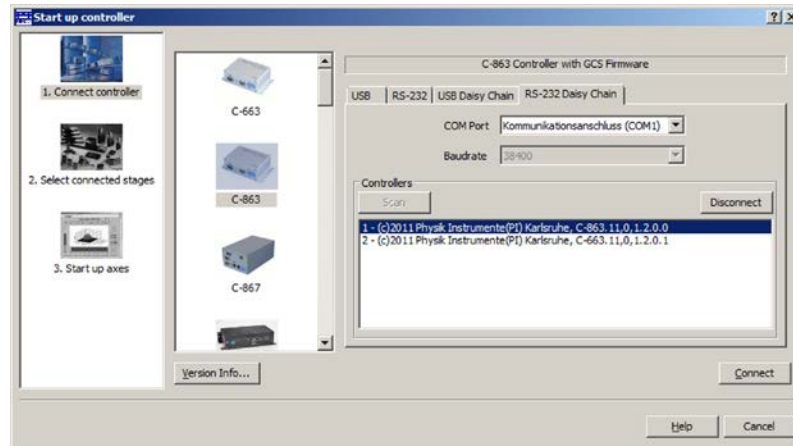 Start up controller
1. Connect controller
2. Select connected stages
3. Start up axes
C-663
C-863
C-867
Version Info...
C-863 Controller with GCS Firmware
USB RS-232 USB Daisy Chain RS-232 Daisy Chain
COM Port Kommunikationsanschluss (COM1)
Baudrate 38400
Controllers
Scan Disconnect
1 - (c)2011 Physik Instrumente(PI) Karlsruhe, C-863.11,0,1.2.0.0
2 - (c)2011 Physik Instrumente(PI) Karlsruhe, C-663.11,0,1.2.0.1
Connect
Help Cancel